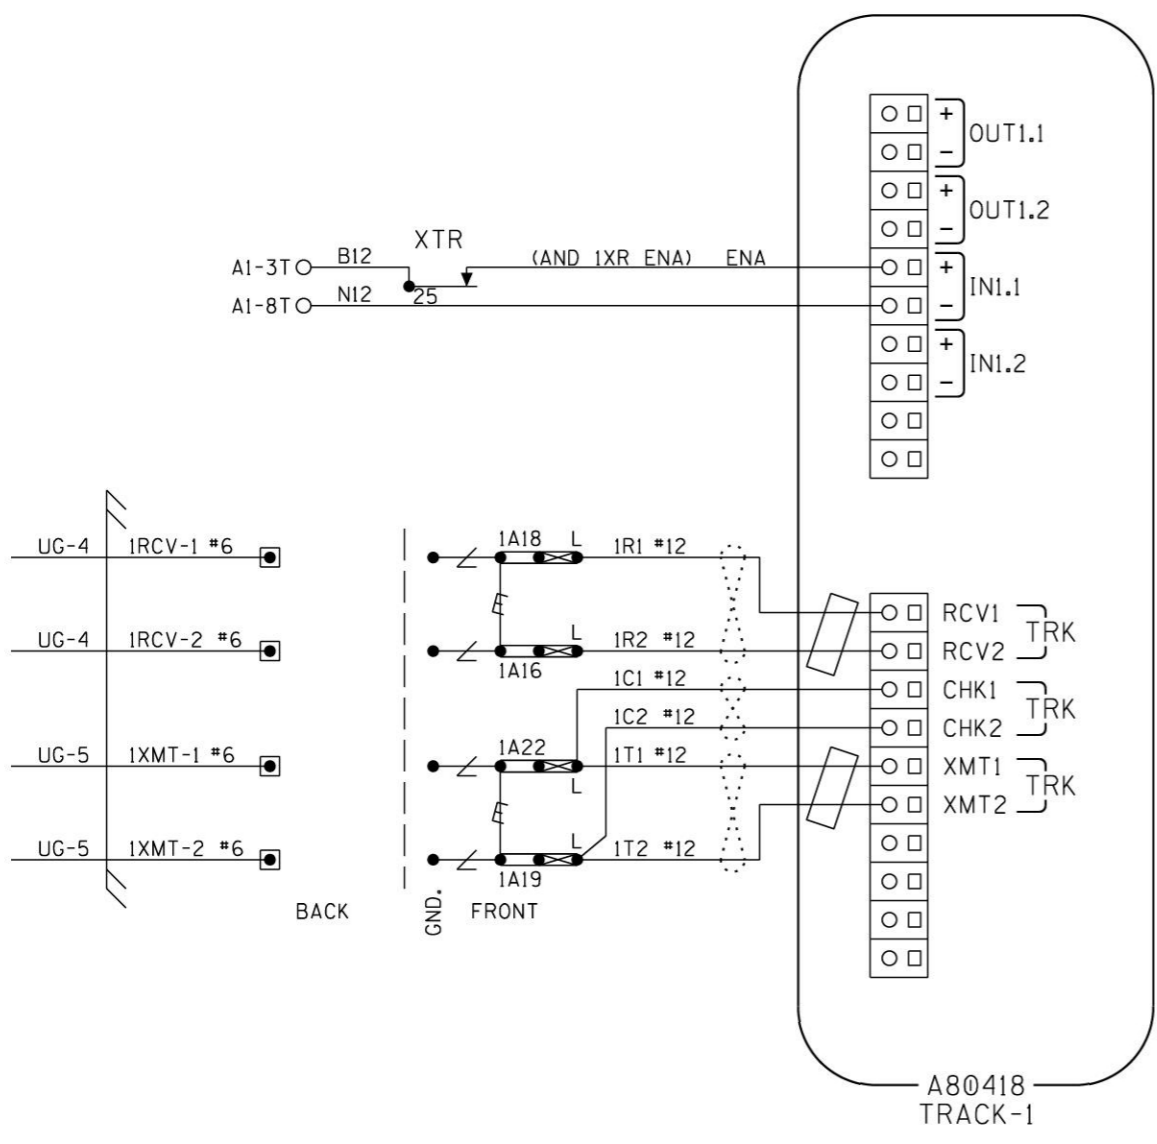 +
OUT1.1
-
+
OUT1.2
-
XTR
A1-3T B12 (AND 1XR ENA) ENA
+
IN1.1
25
A1-8T N12
-
+
IN1.2
-
1A18 L
UG-4 1RCV-1 #6 1R1 #12
RCV1
TRK
L
UG-4 1RCV-2 #6 1R2 #12 RCV2
1A16
1C1 #12 CHK1
TRK
1C2 #12 CHK2
1A22
UG-5 1XMT-1 #6 1T1 #12 XMT1
TRK
L
XMT2
L
UG-5 1XMT-2 #6 1T2 #12
1A19
BACK GND. FRONT
A80418
TRACK-1